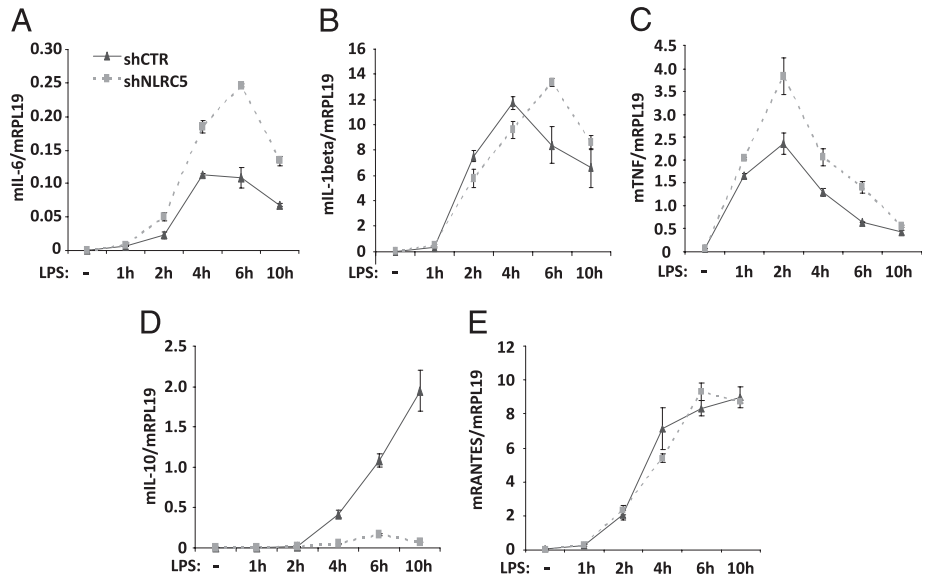 A
mIL-6/mRPL19
0.30
0.25
0.20
0.15
0.10
0.05
0
shCTR
shNLRC5
LPS: - 1h 2h 4h 6h 10h
B
mIL-1beta/mRPL19
16
14
12
10
8
6
4
2
0
LPS: - 1h 2h 4h 6h 10h
C
mTNF/mRPL19
4.5
4.0
3.5
3.0
2.5
2.0
1.5
1.0
0.5
0
LPS: - 1h 2h 4h 6h 10h
D
mIL-10/mRPL19
2.5
2.0
1.5
1.0
0.5
0
LPS: - 1h 2h 4h 6h 10h
E
mRANTES/mRPL19
12
10
8
6
4
2
0
LPS: - 1h 2h 4h 6h 10h